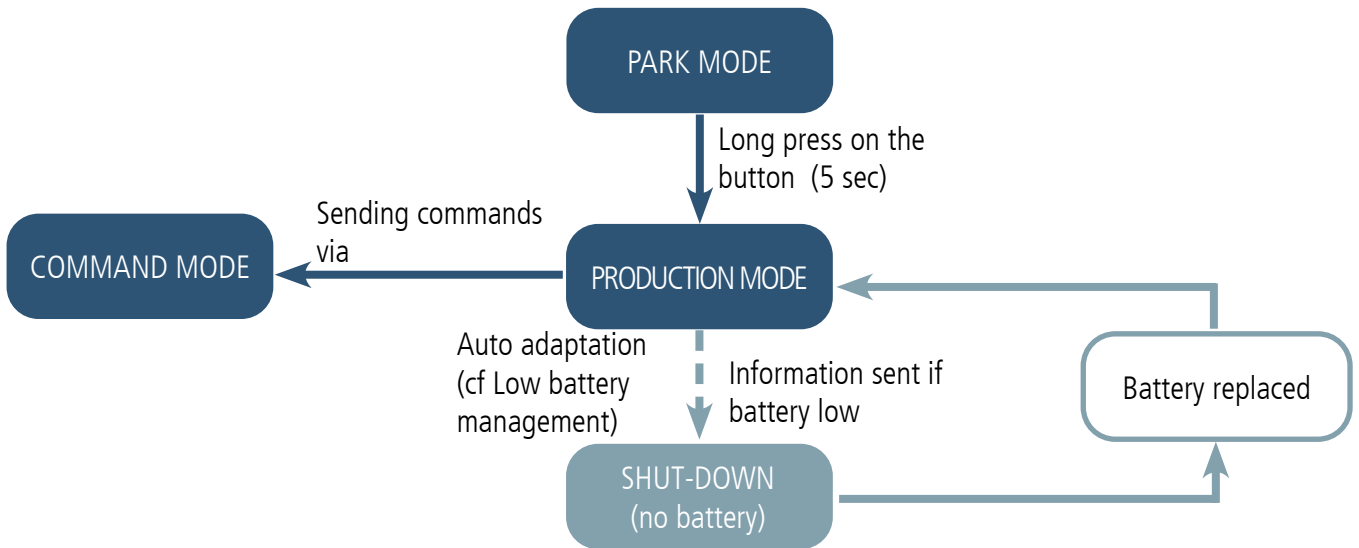 PARK MODE
Long press on the
button (5 sec)
Sending commands
via
COMMAND MODE
PRODUCTION MODE
Auto adaptation
(cf Low battery
management)
Information sent if
battery low
Battery replaced
SHUT-DOWN
(no battery)